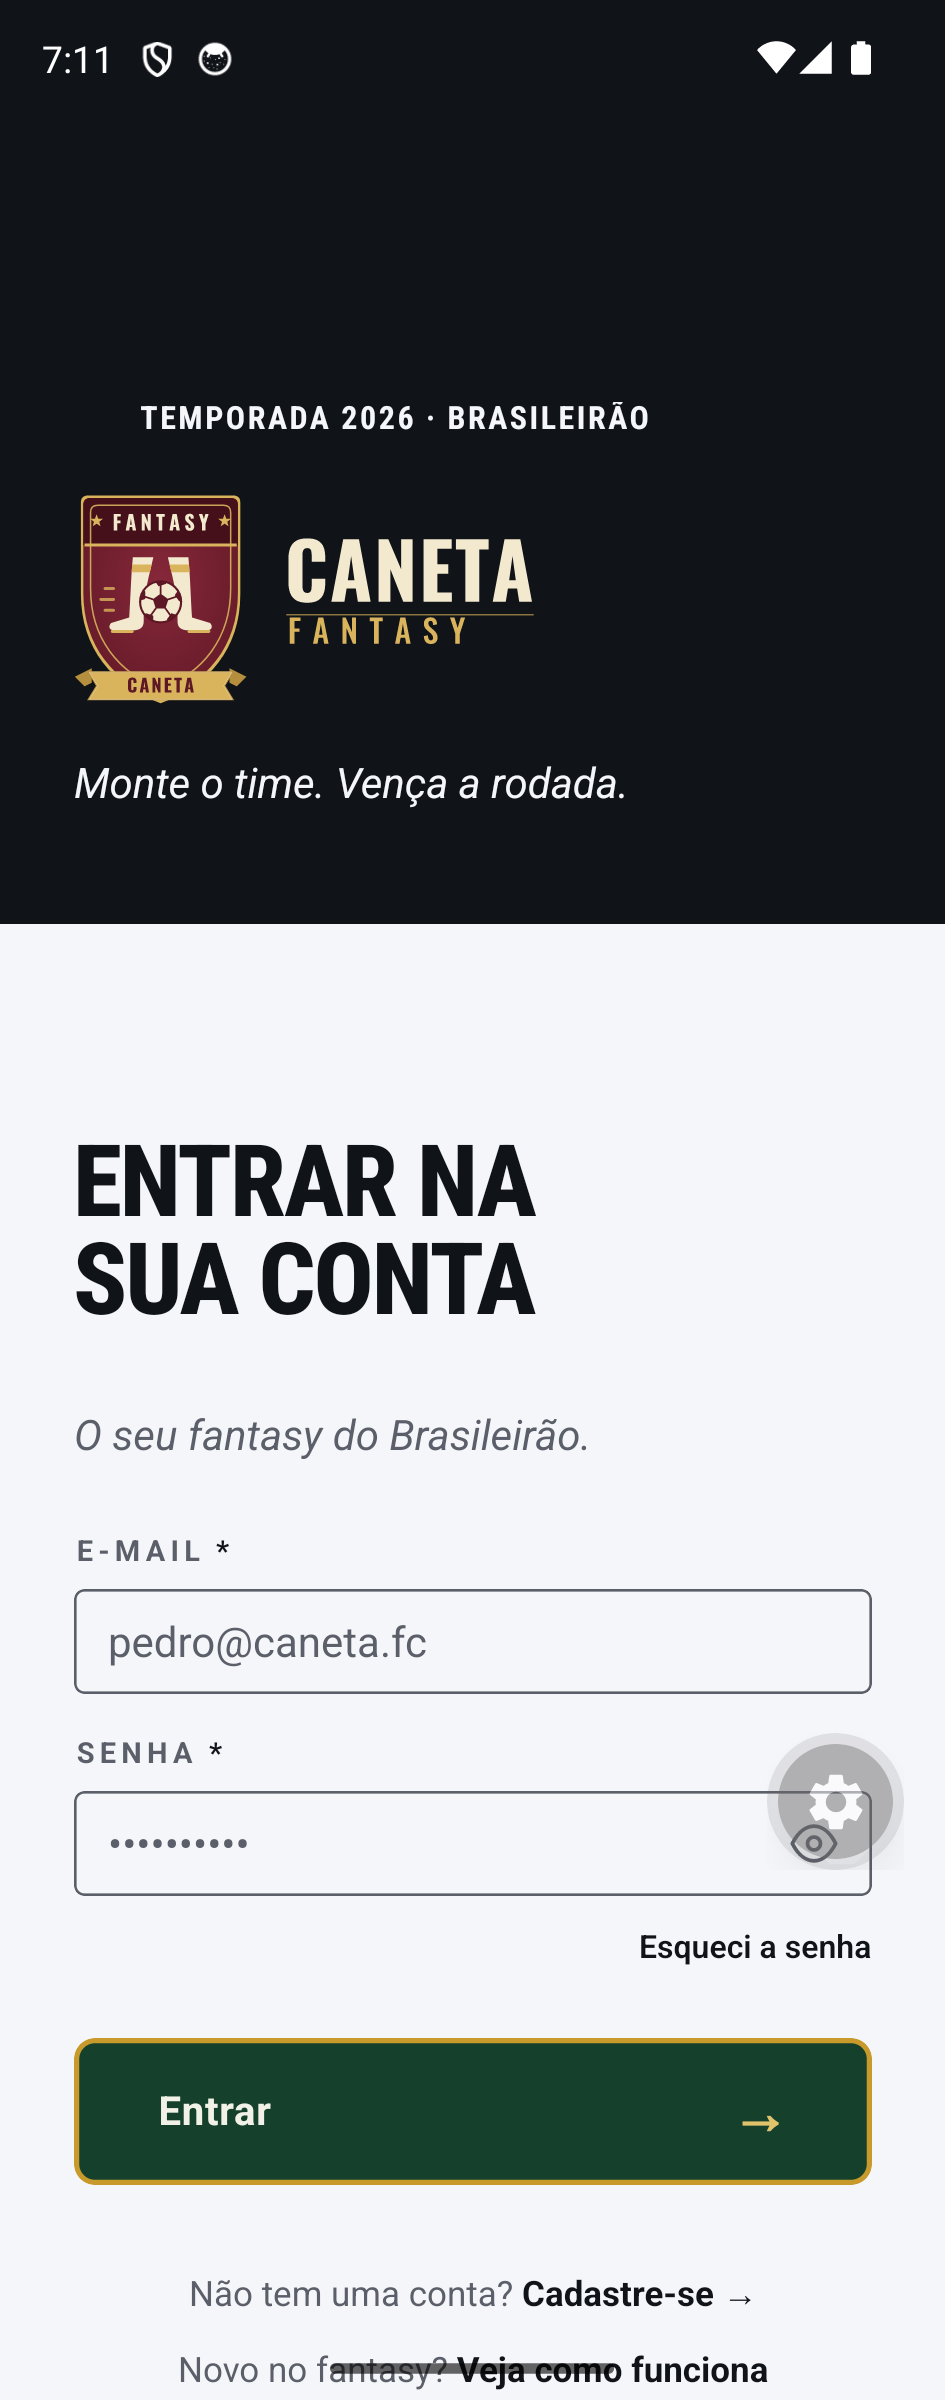 7:11
TEMPORADA 2026 · BRASILEIRÃO
FANTASY
CANETA
CANETA
FANTASY
Monte o time. Vença a rodada.
ENTRAR NA
SUA CONTA
O seu fantasy do Brasileirão.
E-MAIL *
pedro@caneta.fc
SENHA *
••••••••••
Esqueci a senha
Entrar →
Não tem uma conta? Cadastre-se →
Novo no fantasy? Veja como funciona